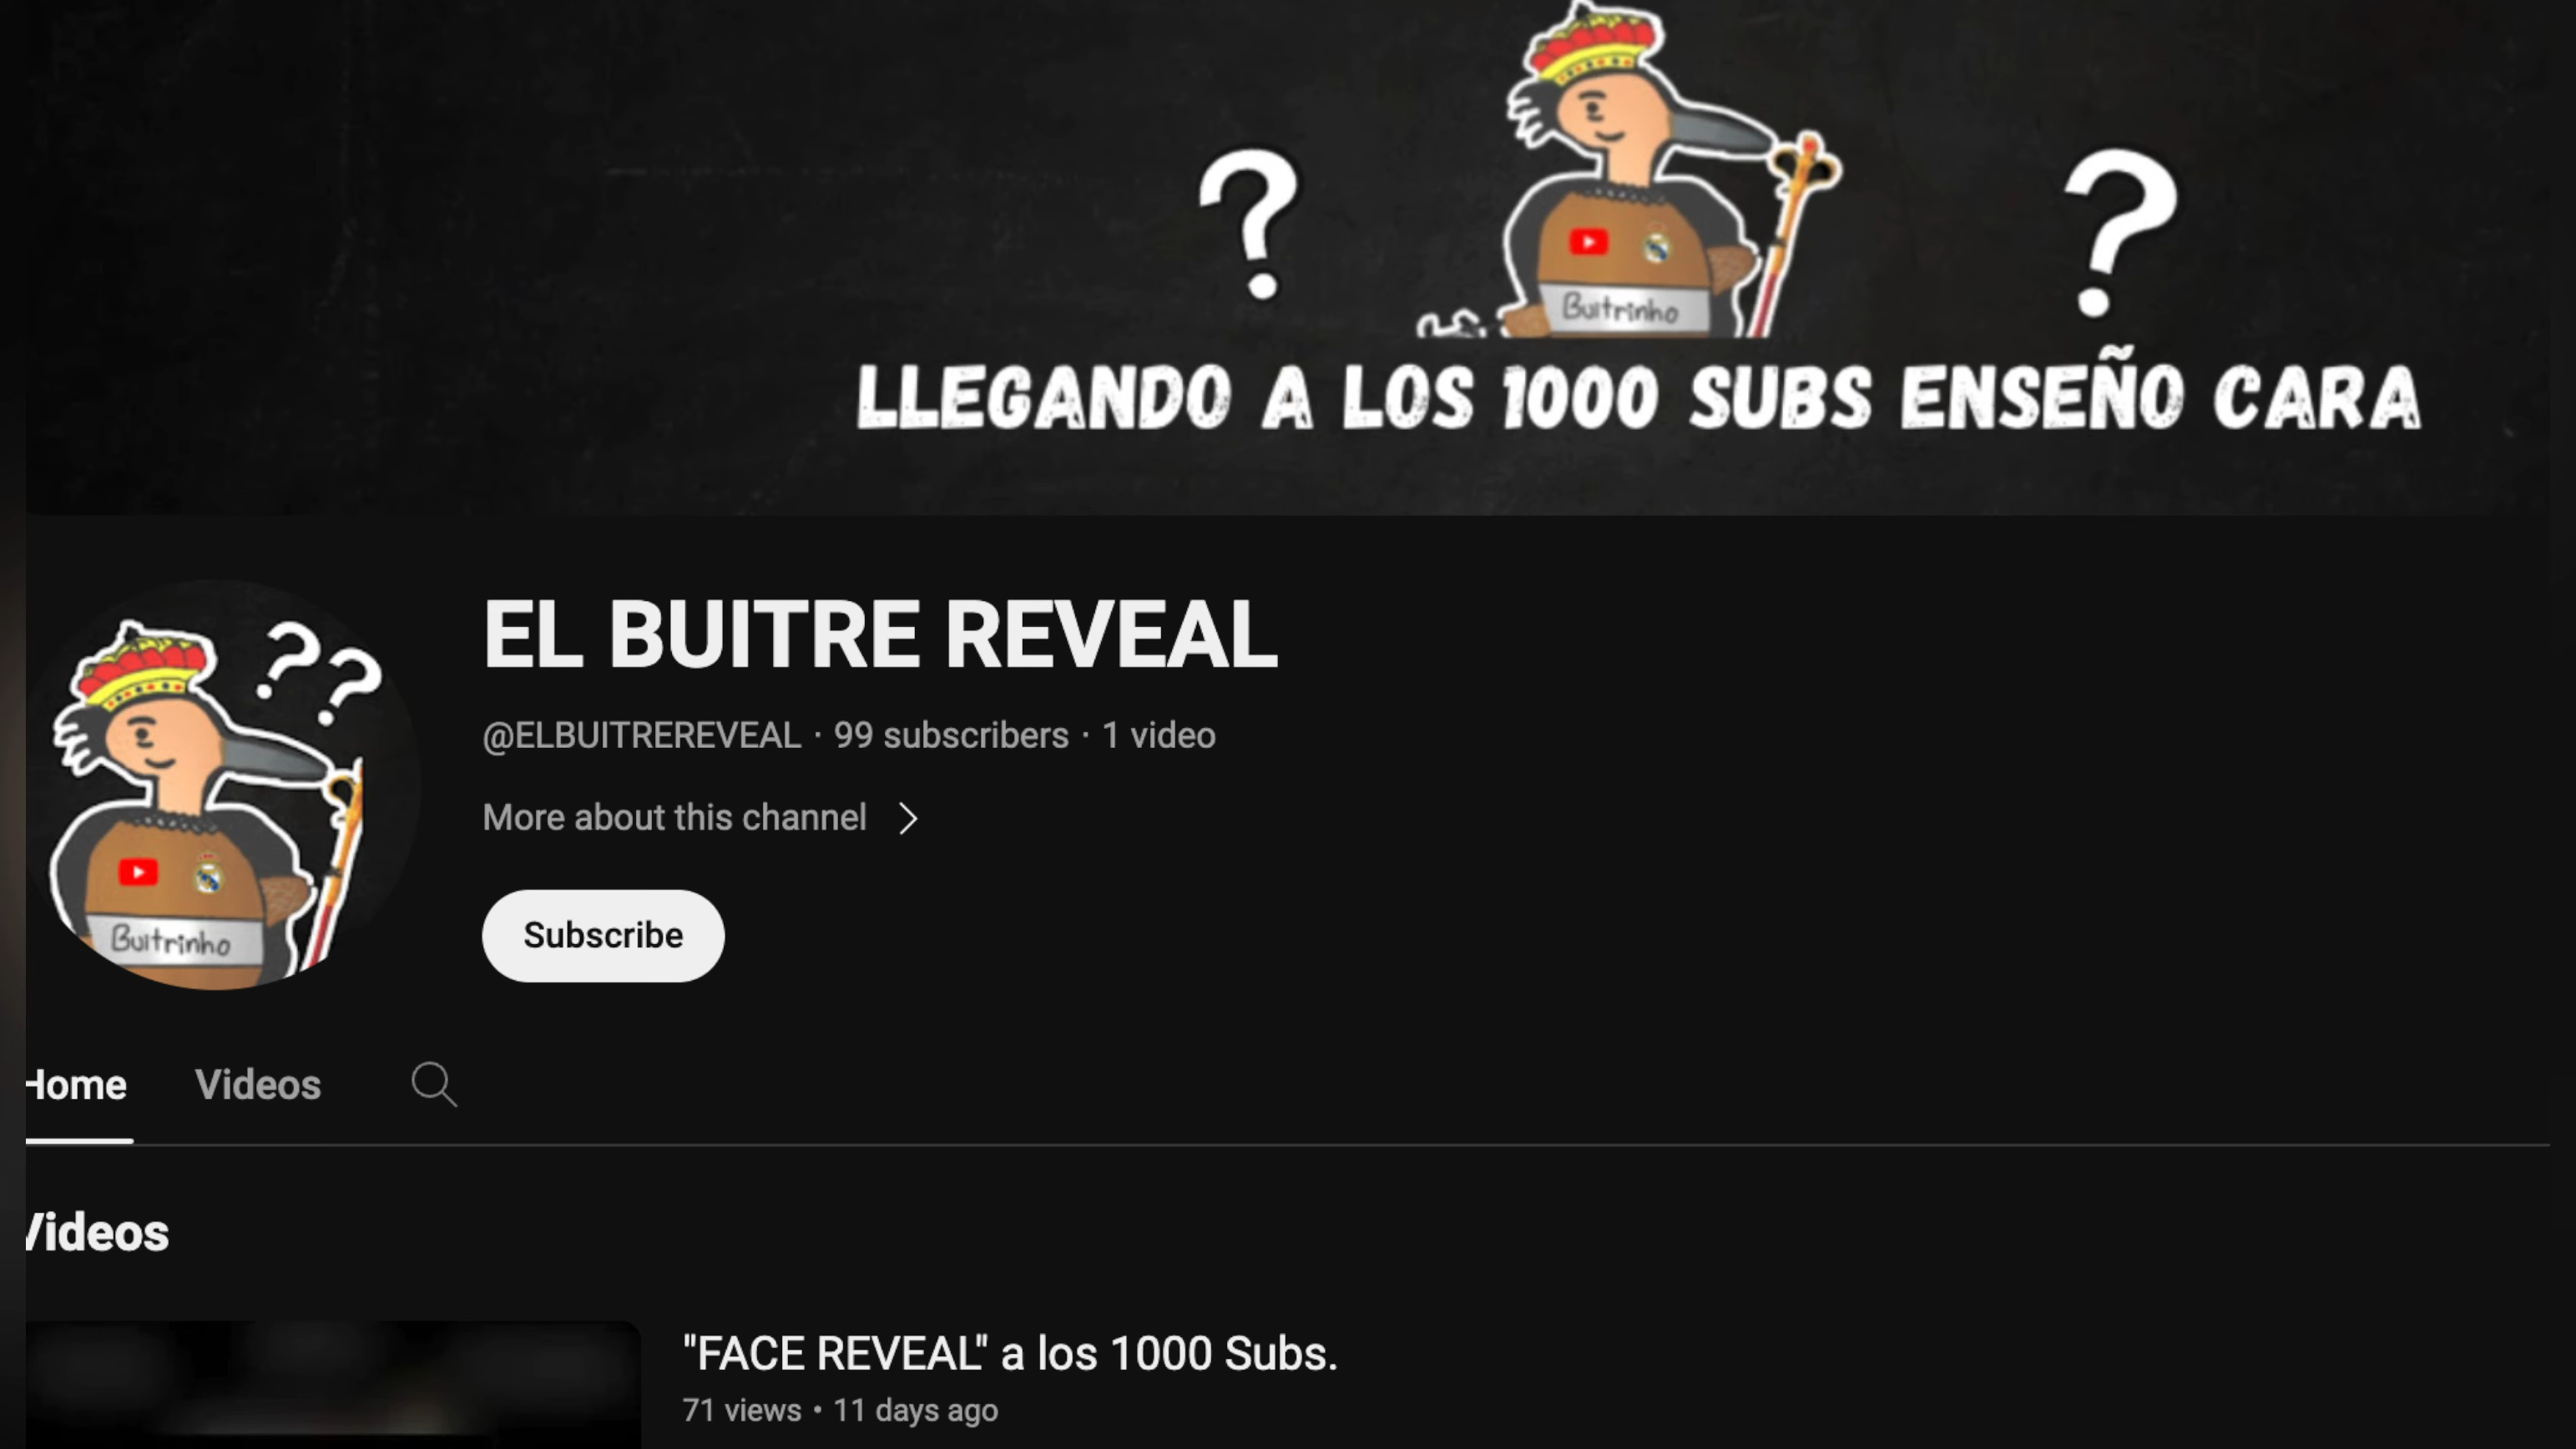 ? ?
Buitrinho
LLEGANDO A LOS 1000 SUBS ENSEÑO CARA
??
Buitrinho
EL BUITRE REVEAL
@ELBUITREREVEAL · 99 subscribers · 1 video
More about this channel
Subscribe
Home Videos
Videos
"FACE REVEAL" a los 1000 Subs.
71 views • 11 days ago